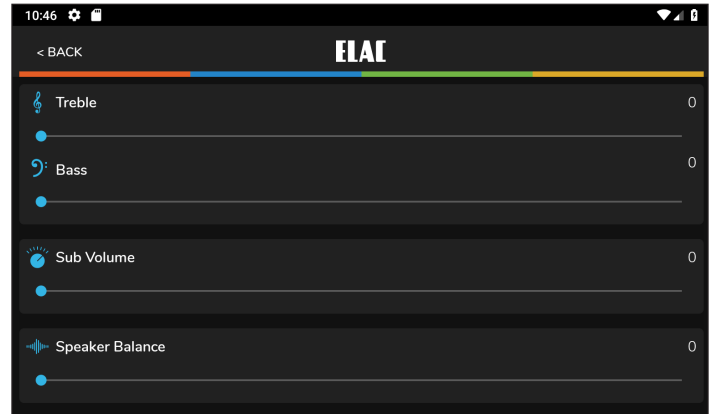 10:46
< BACK
ELAC
Treble 0
Bass 0
Sub Volume 0
Speaker Balance 0